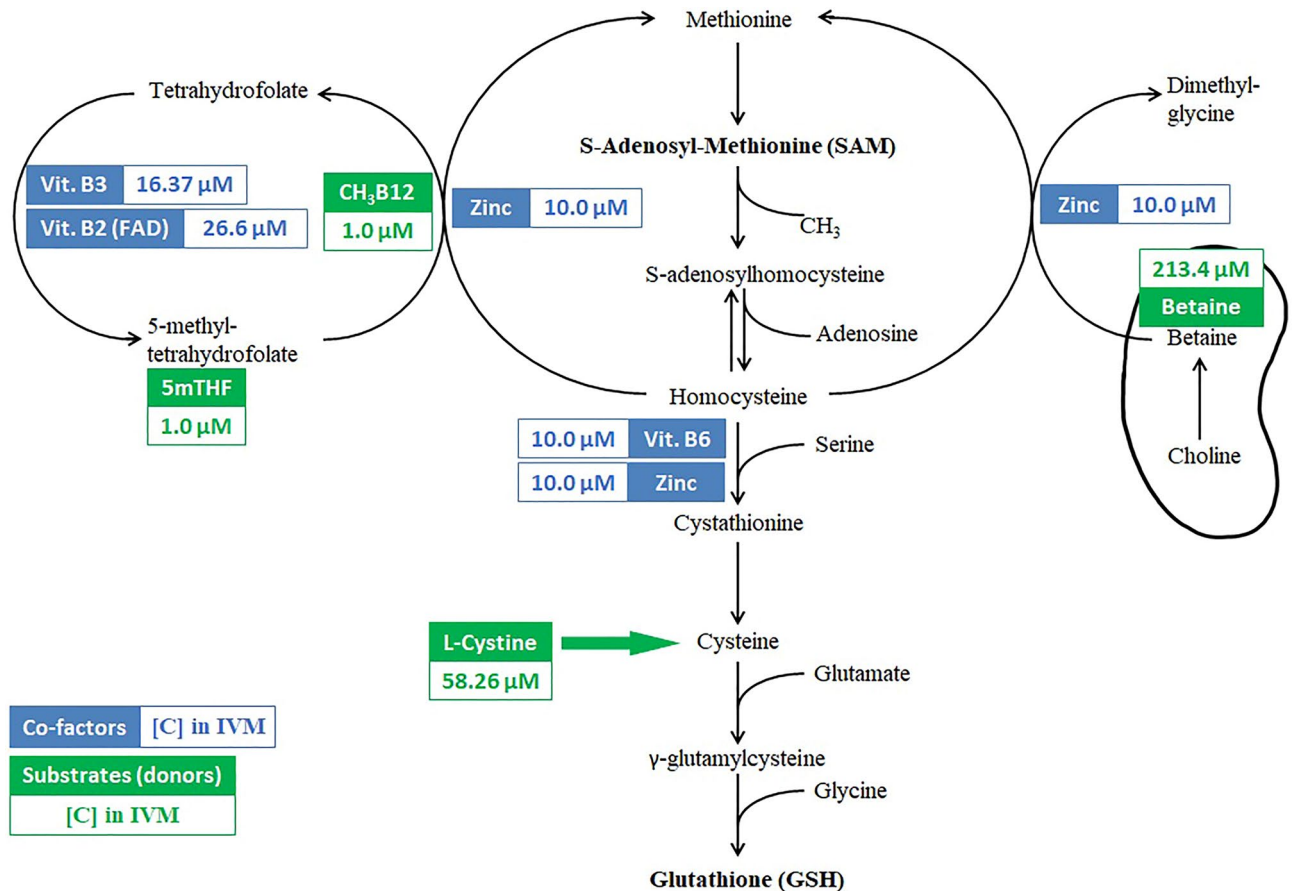 Methionine
Tetrahydrofolate
Dimethyl-
glycine
S-Adenosyl-Methionine (SAM)
Vit. B3 16.37 µM
Vit. B2 (FAD) 26.6 µM
CH₃B12
1.0 µM
Zinc 10.0 µM
CH₃
Zinc 10.0 µM
S-adenosylhomocysteine
213.4 µM
Betaine
Betaine
5-methyl-
tetrahydrofolate
5mTHF
1.0 µM
Adenosine
Homocysteine
10.0 µM Vit. B6
10.0 µM Zinc
Serine
Choline
Cystathionine
L-Cystine
58.26 µM
Cysteine
Glutamate
Co-factors [C] in IVM
Substrates (donors)
[C] in IVM
γ-glutamylcysteine
Glycine
Glutathione (GSH)